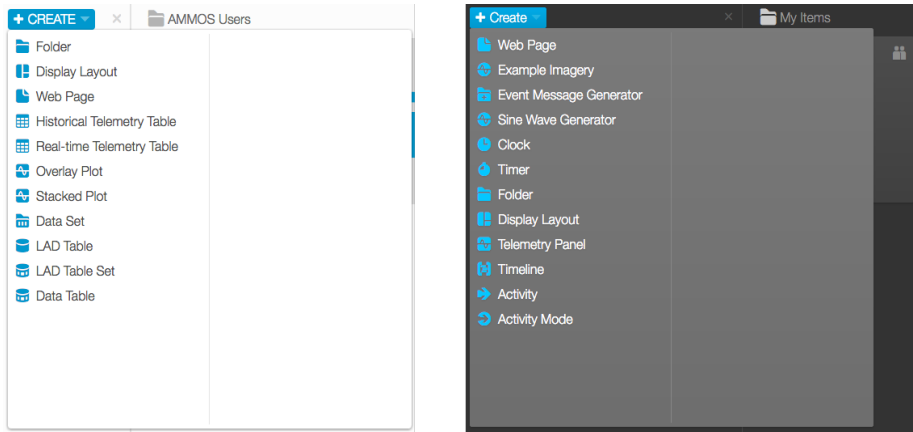 + CREATE
AMMOS Users
Folder
Display Layout
Web Page
Historical Telemetry Table
Real-time Telemetry Table
Overlay Plot
Stacked Plot
Data Set
LAD Table
LAD Table Set
Data Table
+ Create
My Items
Web Page
Example Imagery
Event Message Generator
Sine Wave Generator
Clock
Timer
Folder
Display Layout
Telemetry Panel
Timeline
Activity
Activity Mode